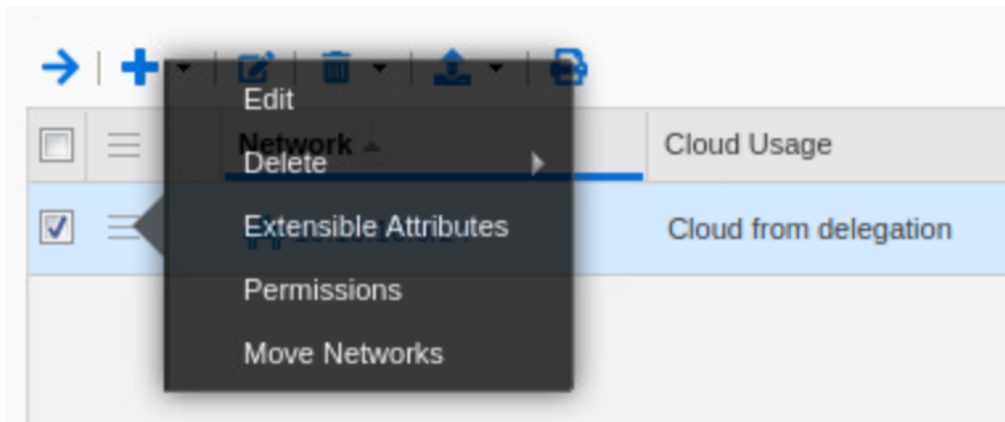 Edit
Network
Cloud Usage
Delete
Extensible Attributes
Cloud from delegation
Permissions
Move Networks